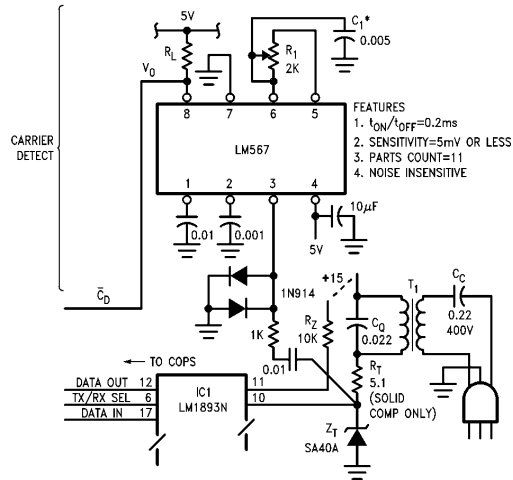 5V
C1*
0.005
RL
R1
2K
VO
8 7 6 5
CARRIER
DETECT
LM567
FEATURES
1. tON/tOFF=0.2ms
2. SENSITIVITY=5mV OR LESS
3. PARTS COUNT=11
4. NOISE INSENSITIVE
1 2 3 4
0.01
0.001
10μF
5V
C̅D
1N914
+15
T1
CC
0.22
400V
1K
RZ
10K
CQ
0.022
0.01
← TO COPS
RT
5.1
(SOLID
COMP ONLY)
DATA OUT 12
TX/RX SEL 6
DATA IN 17
IC1
LM1893N
11
10
ZT
SA40A